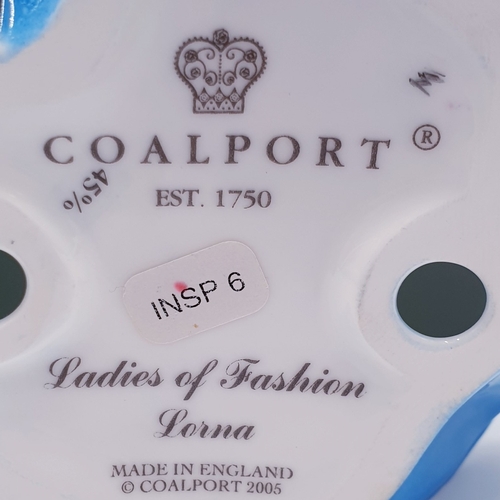 COALPORT ®
45%
EST. 1750
INSP 6
Ladies of Fashion
Lorna
MADE IN ENGLAND
© COALPORT 2005